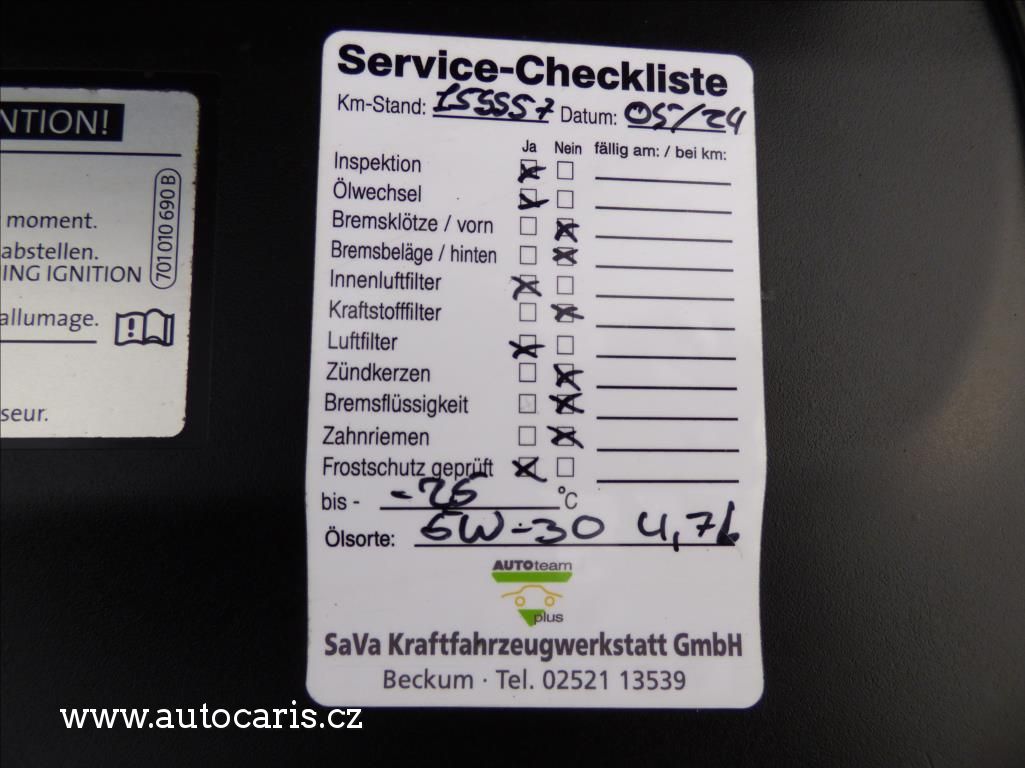 NTION!
moment.
abstellen.
ING IGNITION
allumage.
seur.
701 010 690 B
Service-Checkliste
Km-Stand: 155557 Datum: 05/24
Ja Nein fällig am: / bei km:
Inspektion
Ölwechsel
Bremsklötze / vorn
Bremsbeläge / hinten
Innenluftfilter
Kraftstofffilter
Luftfilter
Zündkerzen
Bremsflüssigkeit
Zahnriemen
Frostschutz geprüft
bis - -26 °C
Ölsorte: 5W-30 4,7L
AUTOteam
plus
SaVa Kraftfahrzeugwerkstatt GmbH
Beckum · Tel. 02521 13539
www.autocaris.cz